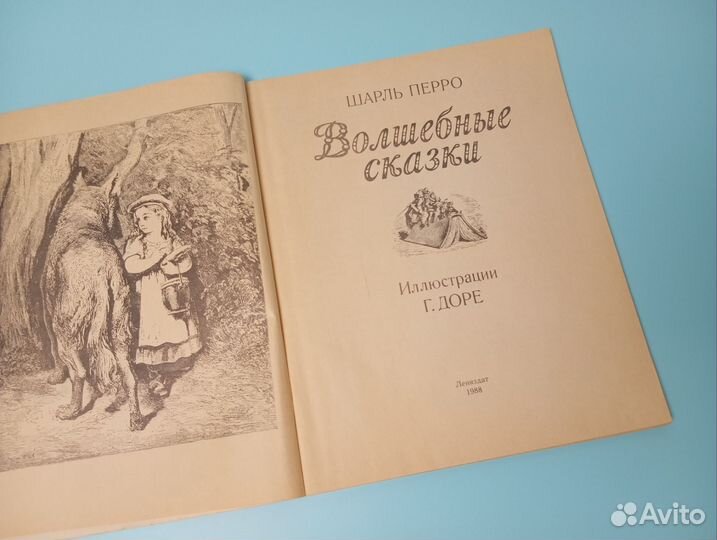 ШАРЛЬ ПЕРРО
Волшебные
сказки
Иллюстрации
Г. ДОРЕ
Лениздат
1988
Avito